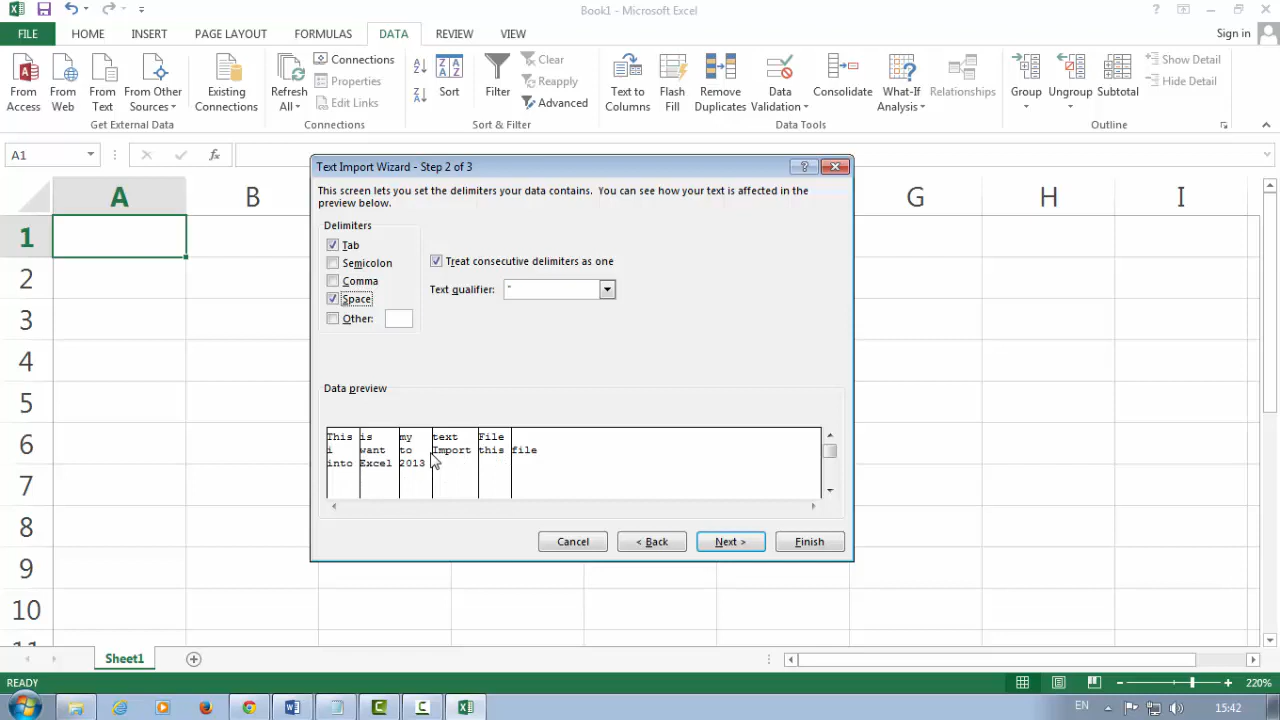 Book1 - Microsoft Excel
FILE HOME INSERT PAGE LAYOUT FORMULAS DATA REVIEW VIEW Sign in
From Access
From Web
From Text
From Other Sources
Existing Connections
Get External Data
Refresh All
Connections
Properties
Edit Links
Connections
Sort
Filter
Clear
Reapply
Advanced
Sort & Filter
Text to Columns
Flash Fill
Remove Duplicates
Data Validation
Consolidate
What-If Analysis
Relationships
Data Tools
Group
Ungroup
Subtotal
Show Detail
Hide Detail
Outline
A1 fx
A B G H I
1
2
3
4
5
6
7
8
9
10
Text Import Wizard - Step 2 of 3
This screen lets you set the delimiters your data contains. You can see how your text is affected in the
preview below.
Delimiters
Tab
Semicolon
Comma
Space
Other:
Treat consecutive delimiters as one
Text qualifier: "
Data preview
This is my text File
i want to Import this file
into Excel 2013
Cancel < Back Next > Finish
Sheet1
READY 220%
EN 15:42